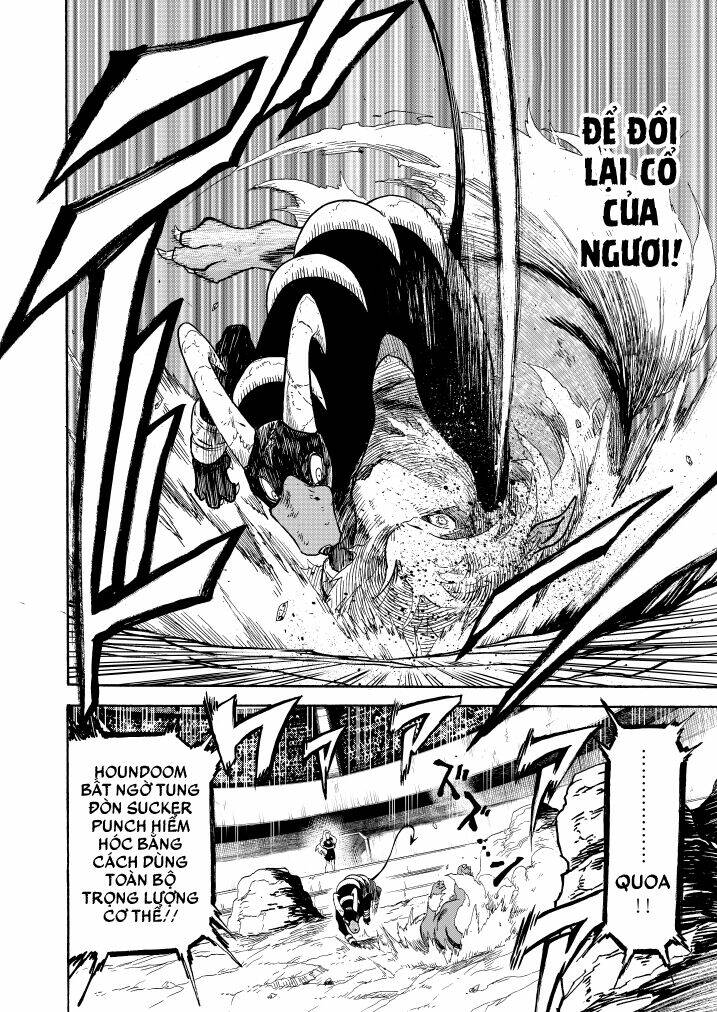 ĐỂ ĐỔI
LẠI CỔ
CỦA
NGƯƠI!
..........
QUOA
!!
HOUNDOOM
BẤT NGỜ TUNG
ĐÒN SUCKER
PUNCH HIỂM
HÓC BẰNG
CÁCH DÙNG
TOÀN BỘ
TRỌNG LƯỢNG
CƠ THỂ!!